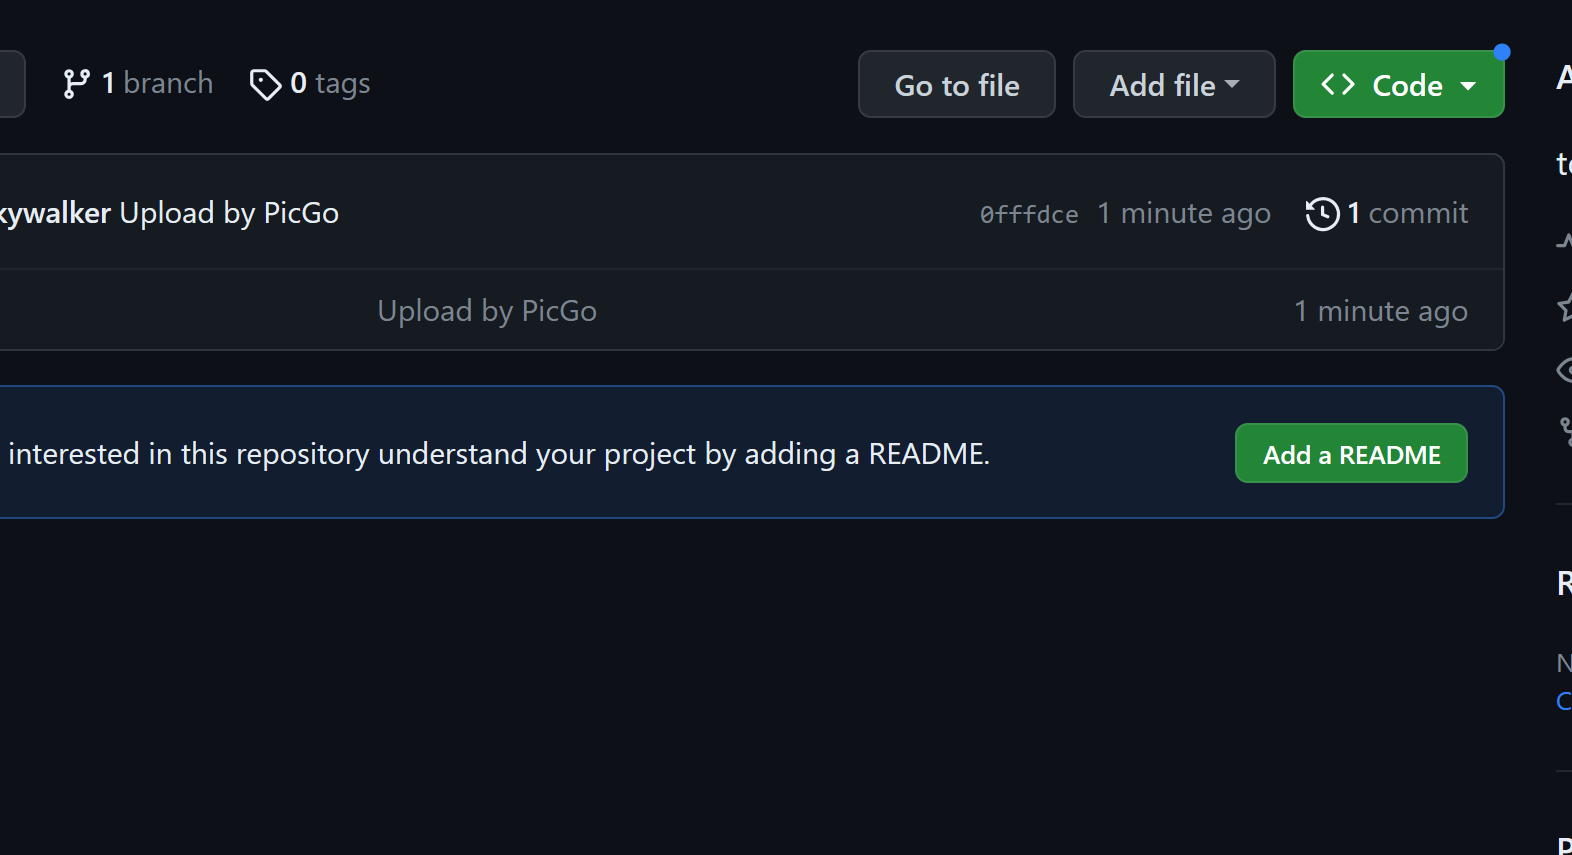 1 branch 0 tags Go to file Add file Code
kywalker Upload by PicGo 0fffdce 1 minute ago 1 commit
Upload by PicGo 1 minute ago
interested in this repository understand your project by adding a README. Add a README